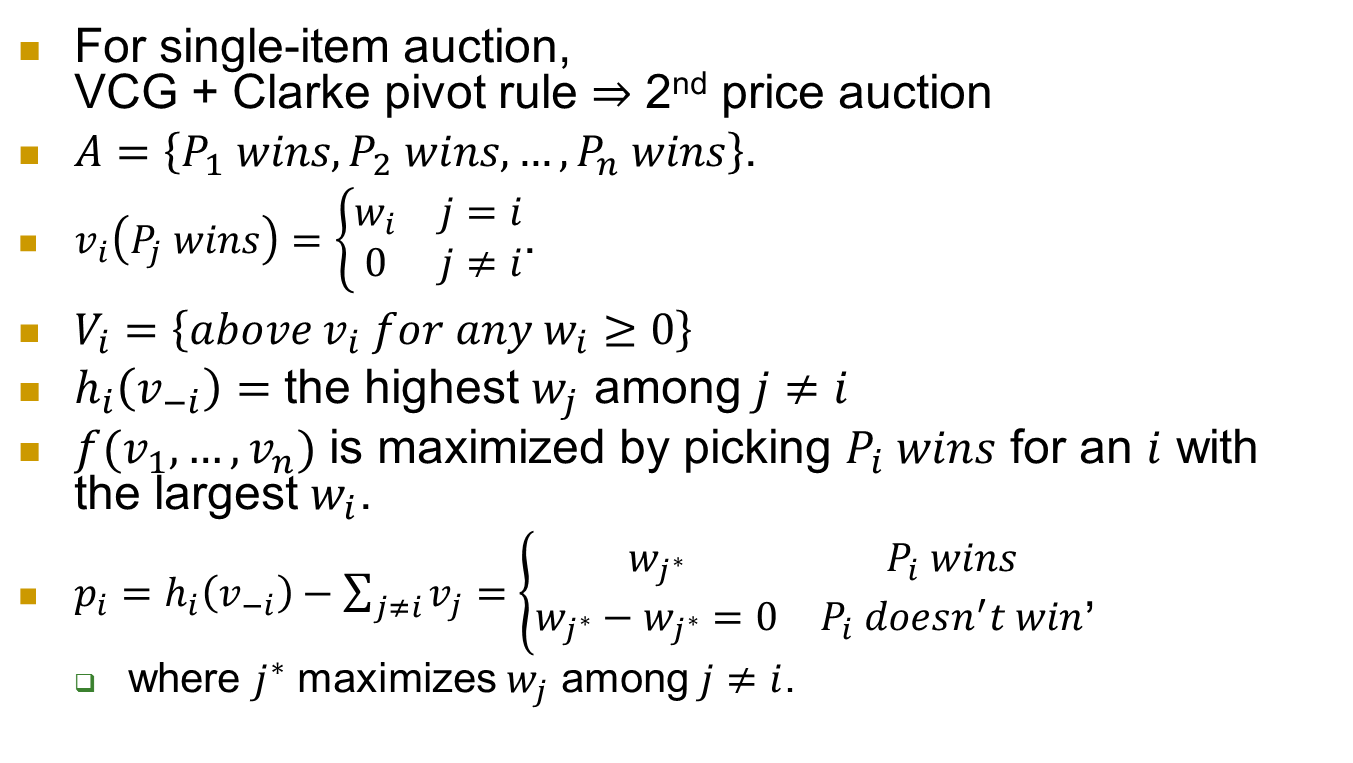 For single-item auction,
VCG + Clarke pivot rule ⇒ 2nd price auction
A = {P₁ wins, P₂ wins, … , Pₙ wins}.
vᵢ(Pⱼ wins) = { wᵢ j = i
0 j ≠ i .
Vᵢ = {above vᵢ for any wᵢ ≥ 0}
hᵢ(v₋ᵢ) = the highest wⱼ among j ≠ i
f(v₁, … , vₙ) is maximized by picking Pᵢ wins for an i with
the largest wᵢ.
pᵢ = hᵢ(v₋ᵢ) − ∑_{j≠i} vⱼ = { w_{j*} Pᵢ wins
w_{j*} − w_{j*} = 0 Pᵢ doesn't win ,
where j* maximizes wⱼ among j ≠ i.